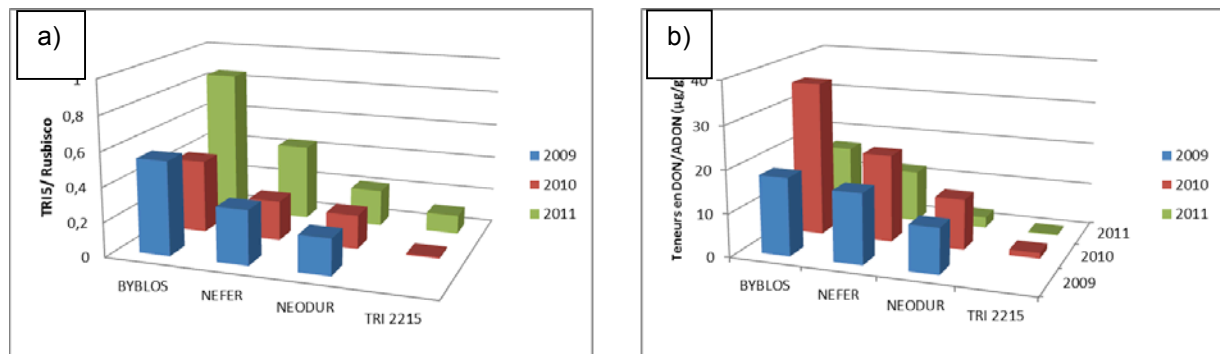 a)
TRI5/ Rusbisco
1
0,8
0,6
0,4
0,2
0
BYBLOS
NEFER
NEODUR
TRI 2215
2009
2010
2011
b)
Teneurs en DON/ADON (µg/g
40
30
20
10
0
BYBLOS
NEFER
NEODUR
TRI 2215
2011
2010
2009
2009
2010
2011